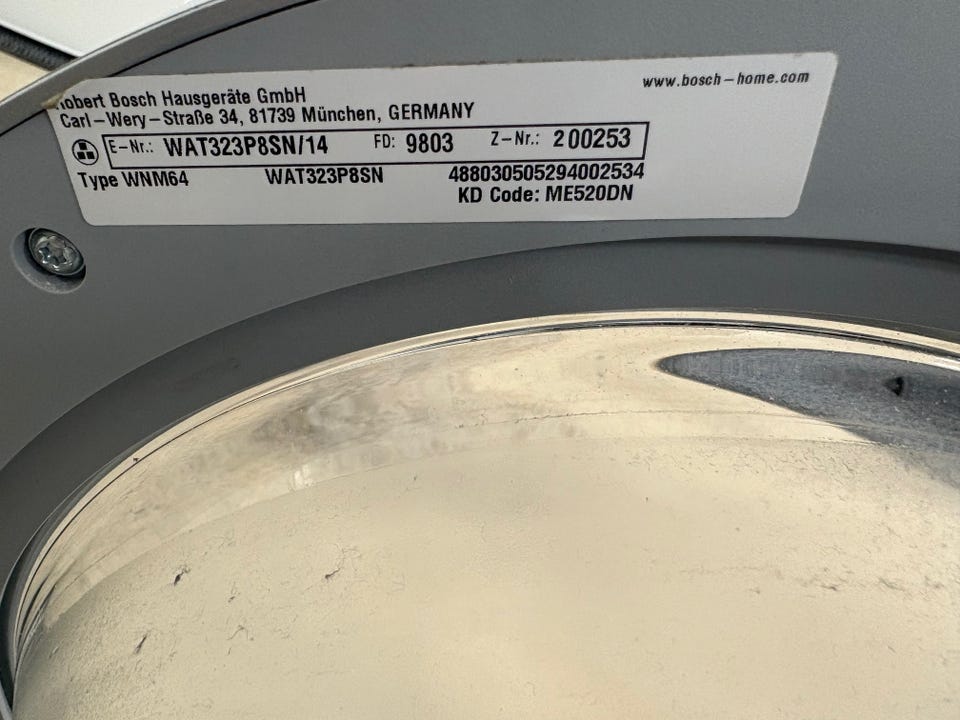 www.bosch-home.com
Robert Bosch Hausgeräte GmbH
Carl-Wery-Straße 34, 81739 München, GERMANY
E-Nr.: WAT323P8SN/14 FD: 9803 Z-Nr.: 200253
Type WNM64 WAT323P8SN 488030505294002534
KD Code: ME520DN